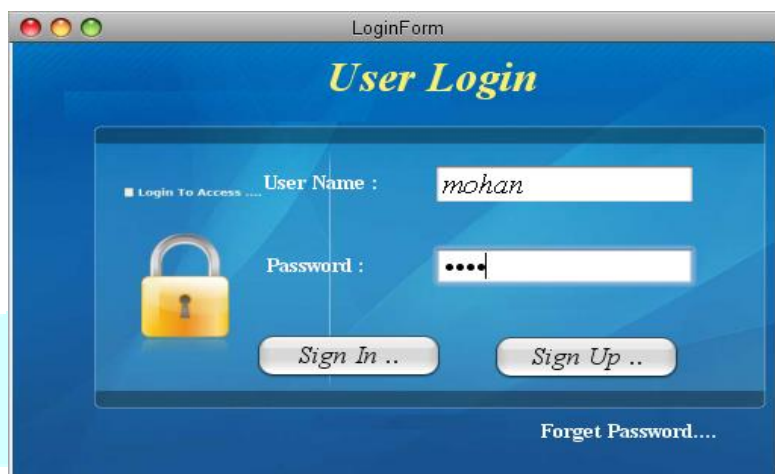 LoginForm
User Login
Login To Access ....
User Name :
mohan
Password :
••••
Sign In ..
Sign Up ..
Forget Password....